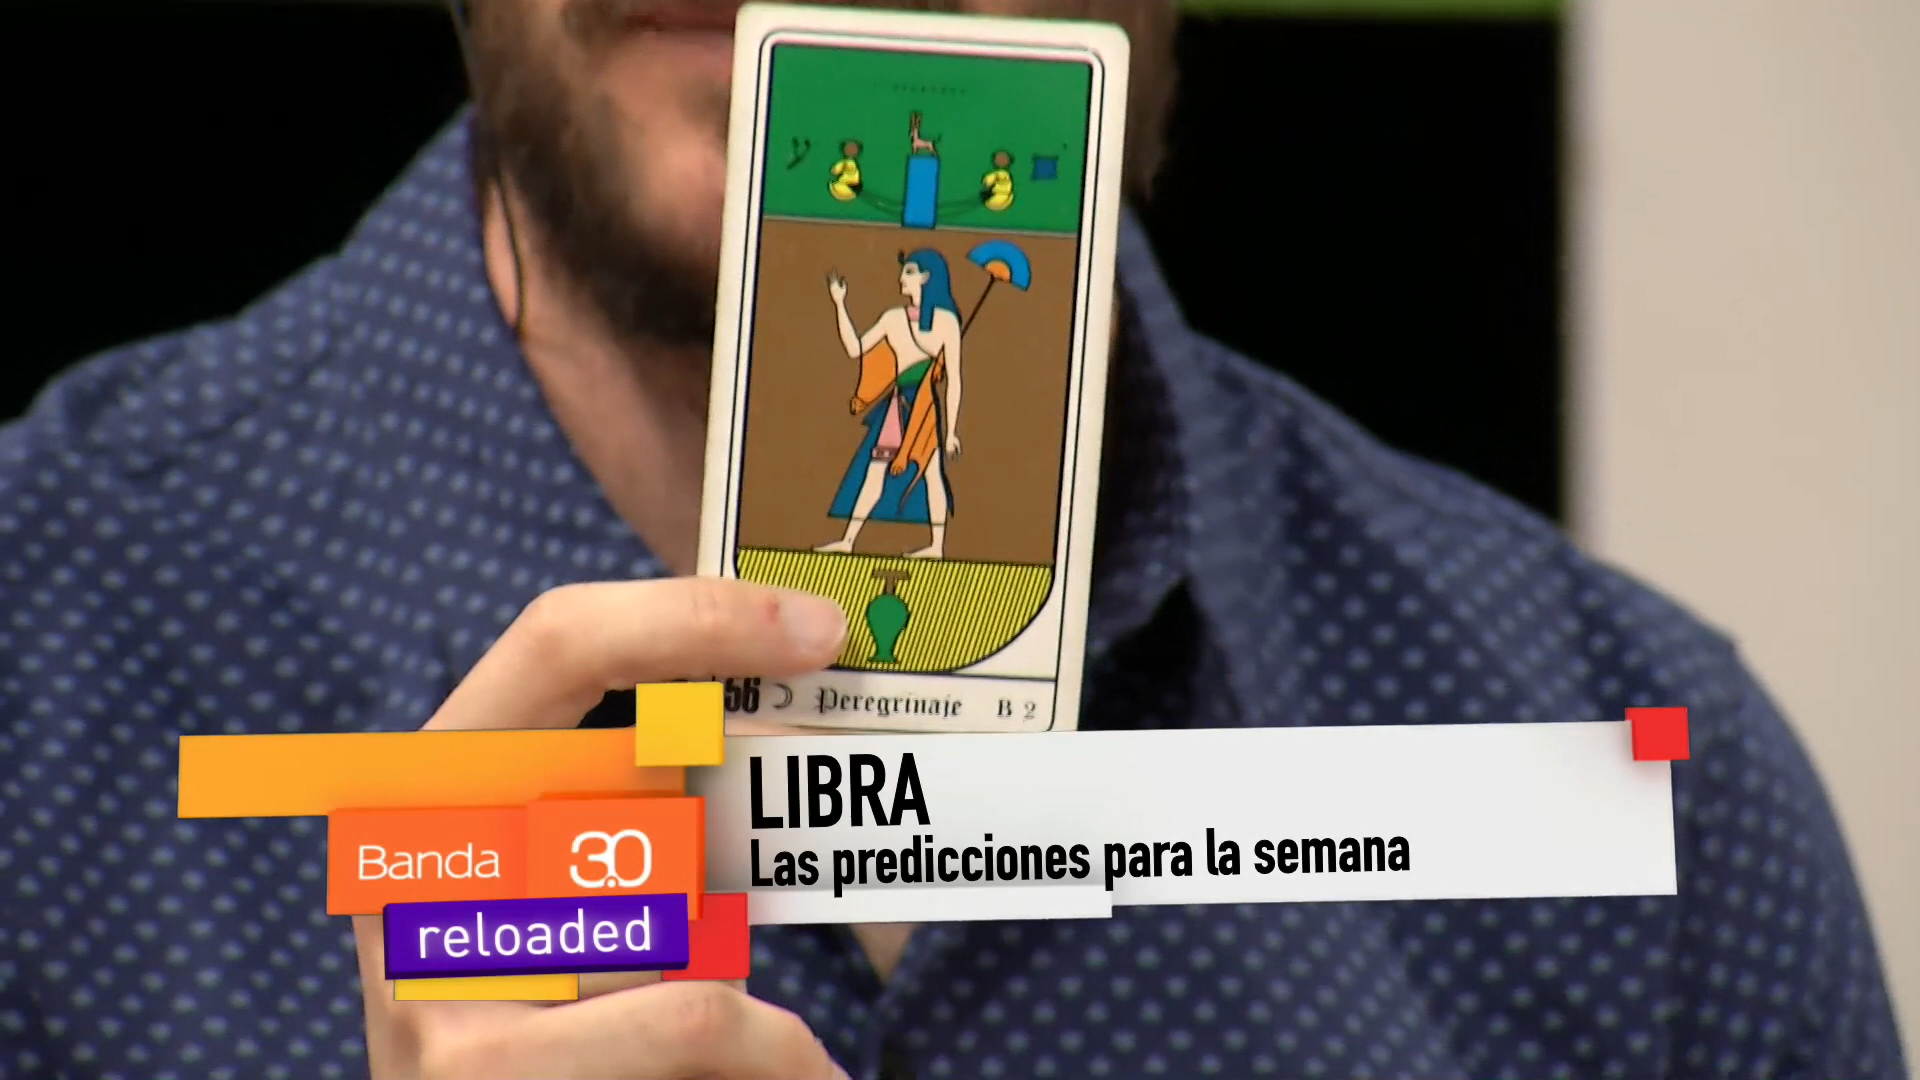 56 ☽ Peregrinaje B 2
LIBRA
Las predicciones para la semana
Banda 3.0
reloaded